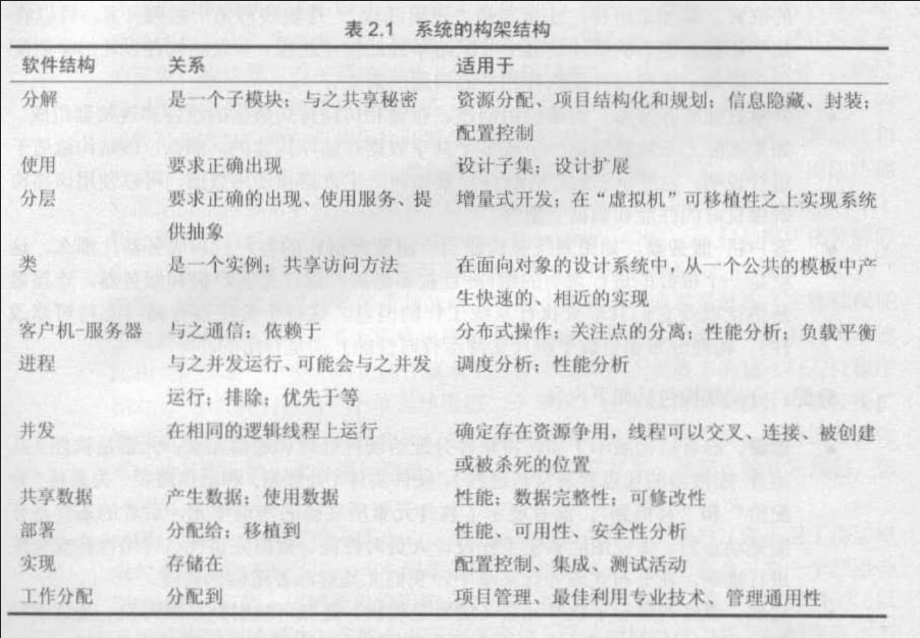 表 2.1 系统的构架结构
软件结构 关系 适用于
分解 是一个子模块；与之共享秘密 资源分配、项目结构化和规划；信息隐藏、封装；
配置控制
使用 要求正确出现 设计子集；设计扩展
分层 要求正确的出现、使用服务、提 增量式开发；在“虚拟机”可移植性之上实现系统
供抽象
类 是一个实例；共享访问方法 在面向对象的设计系统中，从一个公共的模板中产
生快速的、相近的实现
客户机-服务器 与之通信；依赖于 分布式操作；关注点的分离；性能分析；负载平衡
进程 与之并发运行、可能会与之并发 调度分析；性能分析
运行；排除；优先于等
并发 在相同的逻辑线程上运行 确定存在资源争用，线程可以交叉、连接、被创建
或被杀死的位置
共享数据 产生数据；使用数据 性能；数据完整性；可修改性
部署 分配给；移植到 性能、可用性、安全性分析
实现 存储在 配置控制、集成、测试活动
工作分配 分配到 项目管理、最佳利用专业技术、管理通用性